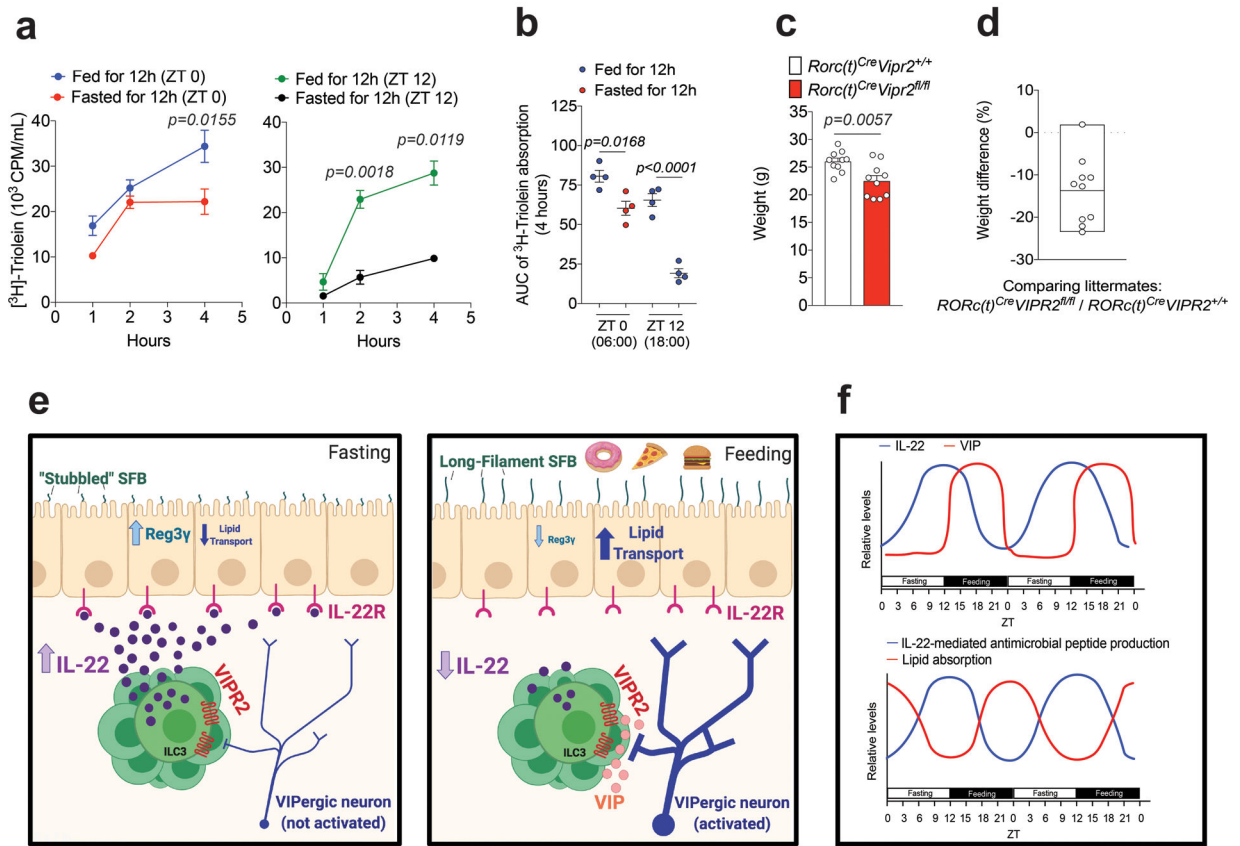 a
Fed for 12h (ZT 0)
Fasted for 12h (ZT 0)
Fed for 12h (ZT 12)
Fasted for 12h (ZT 12)
[³H]-Triolein (10³ CPM/mL)
40
30
20
10
0
p=0.0155
0 1 2 3 4 5
Hours
40
30
20
10
0
p=0.0018
p=0.0119
0 1 2 3 4 5
Hours
b
Fed for 12h
Fasted for 12h
AUC of ³H-Triolein absorption
(4 hours)
100
75
50
25
0
p=0.0168
p<0.0001
ZT 0
(06:00)
ZT 12
(18:00)
c
Rorc(t)^Cre Vipr2^+/+
Rorc(t)^Cre Vipr2^fl/fl
p=0.0057
Weight (g)
35
30
25
20
15
10
5
0
d
Weight difference (%)
0
-10
-20
-30
Comparing littermates:
RORc(t)^Cre VIPR2^fl/fl / RORc(t)^Cre VIPR2^+/+
e
Fasting
"Stubbled" SFB
Reg3γ
Lipid
Transport
IL-22R
IL-22
VIPR2
ILC3
VIPergic neuron
(not activated)
Feeding
Long-Filament SFB
Reg3γ
Lipid
Transport
IL-22R
IL-22
VIPR2
ILC3
VIP
VIPergic neuron
(activated)
f
IL-22
VIP
Relative levels
Fasting Feeding Fasting Feeding
0 3 6 9 12 15 18 21 0 3 6 9 12 15 18 21 0
ZT
IL-22-mediated antimicrobial peptide production
Lipid absorption
Relative levels
Fasting Feeding Fasting Feeding
0 3 6 9 12 15 18 21 0 3 6 9 12 15 18 21 0
ZT